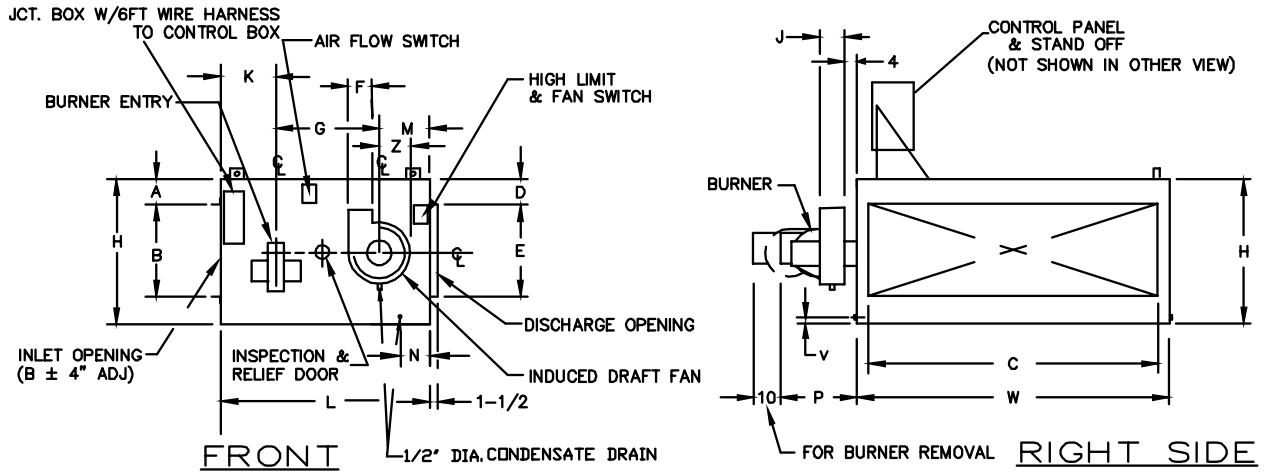 JCT. BOX W/6FT WIRE HARNESS
TO CONTROL BOX
AIR FLOW SWITCH
K
F
HIGH LIMIT
& FAN SWITCH
BURNER ENTRY
G
M
Z
℄
℄
A
D
H
B
E
℄
DISCHARGE OPENING
INLET OPENING
(B ± 4" ADJ)
INSPECTION &
RELIEF DOOR
N
INDUCED DRAFT FAN
L
1-1/2
1/2" DIA. CONDENSATE DRAIN
FRONT
J
4
CONTROL PANEL
& STAND OFF
(NOT SHOWN IN OTHER VIEW)
BURNER
H
V
C
10
P
W
FOR BURNER REMOVAL
RIGHT SIDE